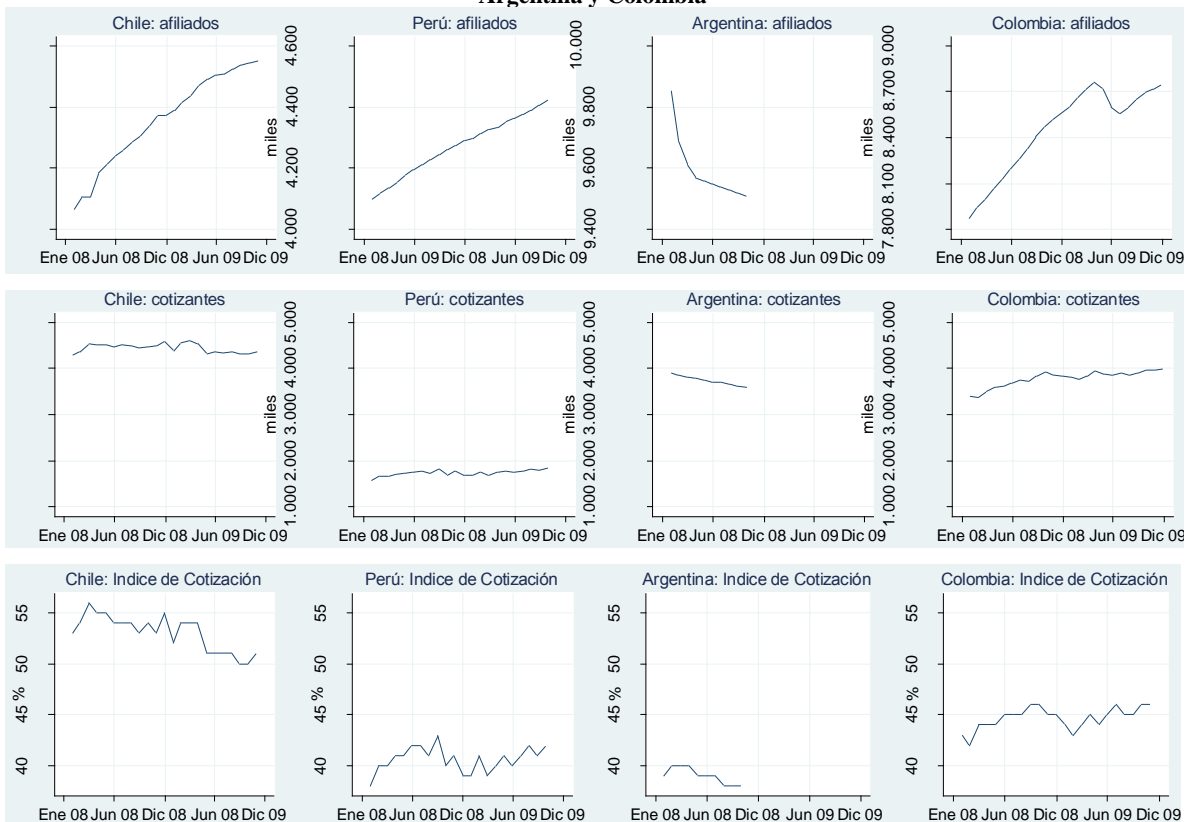 Argentina y Colombia
Chile: afiliados
Perú: afiliados
Argentina: afiliados
Colombia: afiliados
4.000 4.200 4.400 4.600
miles
9.400 9.600 9.800 10.000
miles
7.800 8.100 8.400 8.700 9.000
Ene 08 Jun 08 Dic 08 Jun 09 Dic 09
Ene 08 Jun 09 Dic 08 Jun 09 Dic 09
Ene 08 Jun 08 Dic 08 Jun 09 Dic 09
Ene 08 Jun 08 Dic 08 Jun 09 Dic 09
Chile: cotizantes
Perú: cotizantes
Argentina: cotizantes
Colombia: cotizantes
miles
1.000 2.000 3.000 4.000 5.000
miles
1.000 2.000 3.000 4.000 5.000
1.000 2.000 3.000 4.000 5.000
Ene 08 Jun 08 Dic 08 Jun 09 Dic 09
Ene 08 Jun 08 Dic 08 Jun 09 Dic 09
Ene 08 Jun 08 Dic 08 Jun 09 Dic 09
Ene 08 Jun 08 Dic 08 Jun 09 Dic 09
Chile: Indice de Cotización
Perú: Indice de Cotización
Argentina: Indice de Cotización
Colombia: Indice de Cotización
%
40 45 50 55
%
40 45 50 55
%
40 45 50 55
%
40 45 50 55
Ene 08 Jun 08 Dic 08 Jun 09 Dic 09
Ene 08 Jun 08 Dic 08 Jun 09 Dic 09
Ene 08 Jun 08 Dic 08 Jun 09 Dic 09
Ene 08 Jun 08 Dic 08 Jun 09 Dic 09